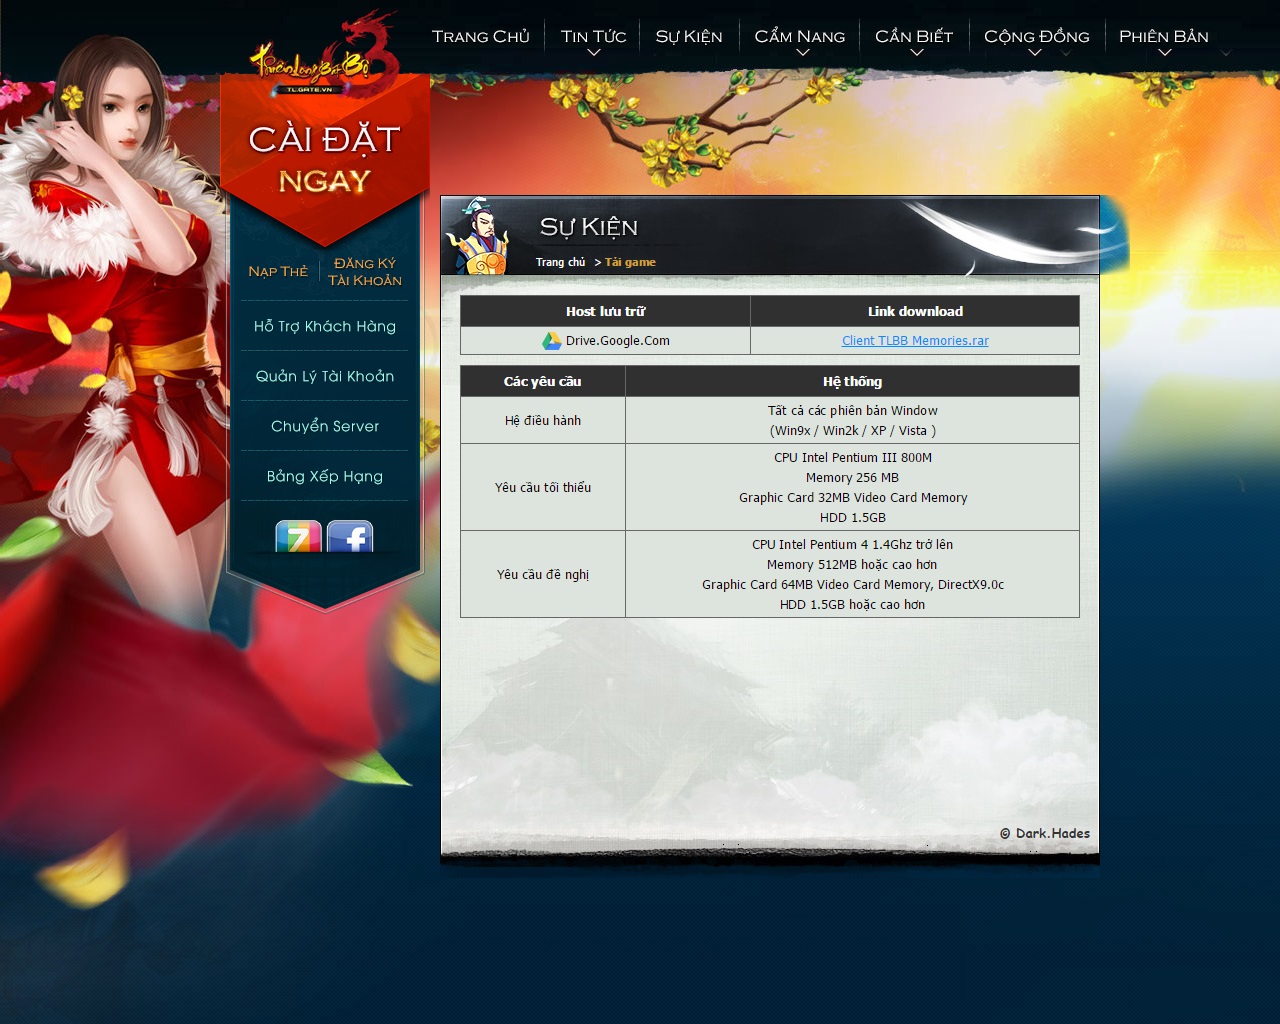 Trang Chủ
Tin Tức
Sự Kiện
Cẩm Nang
Cần Biết
Cộng Đồng
Phiên Bản
Thiên Long Bát Bộ 3
TL.GATE.VN
CÀI ĐẶT
NGAY
Nạp Thẻ
Đăng Ký
Tài Khoản
Hỗ Trợ Khách Hàng
Quản Lý Tài Khoản
Chuyển Server
Bảng Xếp Hạng
Sự Kiện
Trang chủ > Tải game
Host lưu trữ Link download
Drive.Google.Com Client TLBB Memories.rar
Các yêu cầu Hệ thống
Hệ điều hành
Tất cả các phiên bản Window
(Win9x / Win2k / XP / Vista )
Yêu cầu tối thiểu
CPU Intel Pentium III 800M
Memory 256 MB
Graphic Card 32MB Video Card Memory
HDD 1.5GB
Yêu cầu đề nghị
CPU Intel Pentium 4 1.4Ghz trở lên
Memory 512MB hoặc cao hơn
Graphic Card 64MB Video Card Memory, DirectX9.0c
HDD 1.5GB hoặc cao hơn
© Dark.Hades